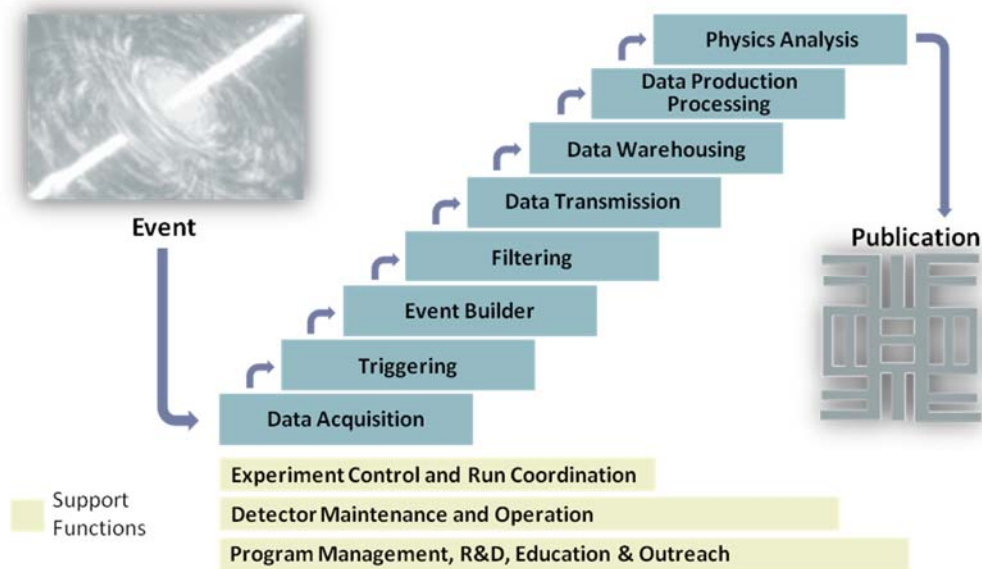 Physics Analysis
Data Production
Processing
Data Warehousing
Data Transmission
Event
Publication
Filtering
Event Builder
Triggering
Data Acquisition
Experiment Control and Run Coordination
Support
Functions
Detector Maintenance and Operation
Program Management, R&D, Education & Outreach